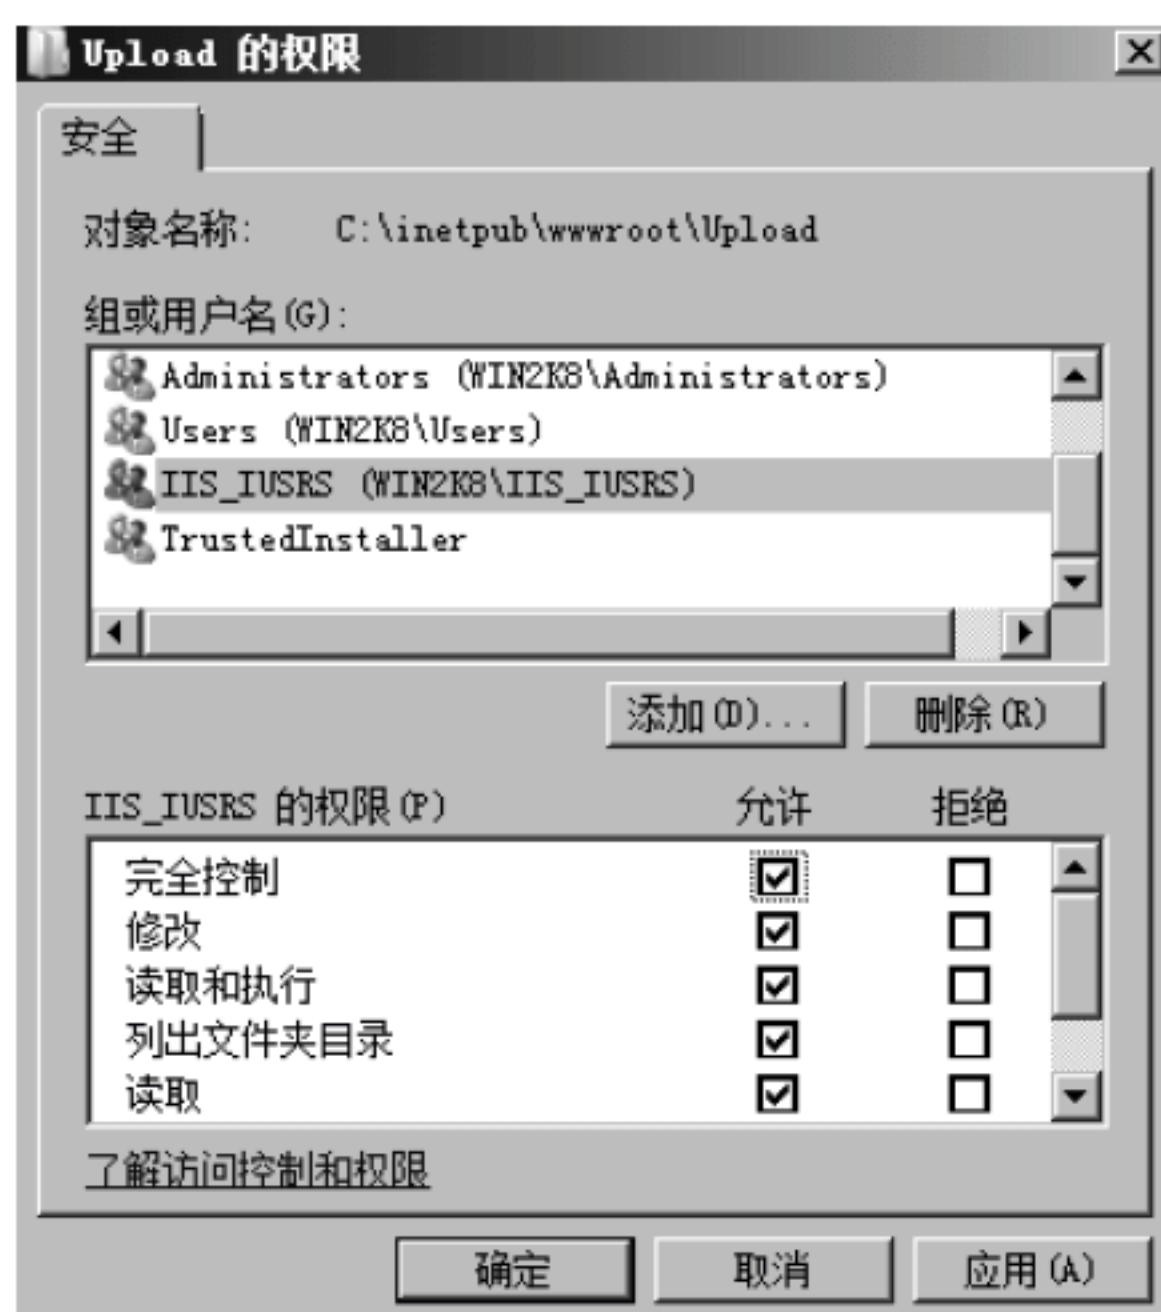 Upload 的权限
安全
对象名称: C:\inetpub\wwwroot\Upload
组或用户名(G):
Administrators (WIN2K8\Administrators)
Users (WIN2K8\Users)
IIS_IUSRS (WIN2K8\IIS_IUSRS)
TrustedInstaller
添加(D)... 删除(R)
IIS_IUSRS 的权限(P) 允许 拒绝
完全控制
修改
读取和执行
列出文件夹目录
读取
了解访问控制和权限
确定 取消 应用(A)